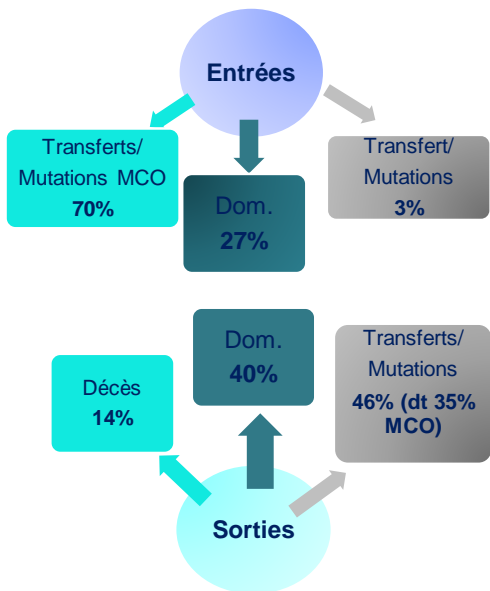 Entrées
Transferts/
Mutations MCO
70%
Dom.
27%
Transfert/
Mutations
3%
Dom.
40%
Décès
14%
Transferts/
Mutations
46% (dt 35%
MCO)
Sorties